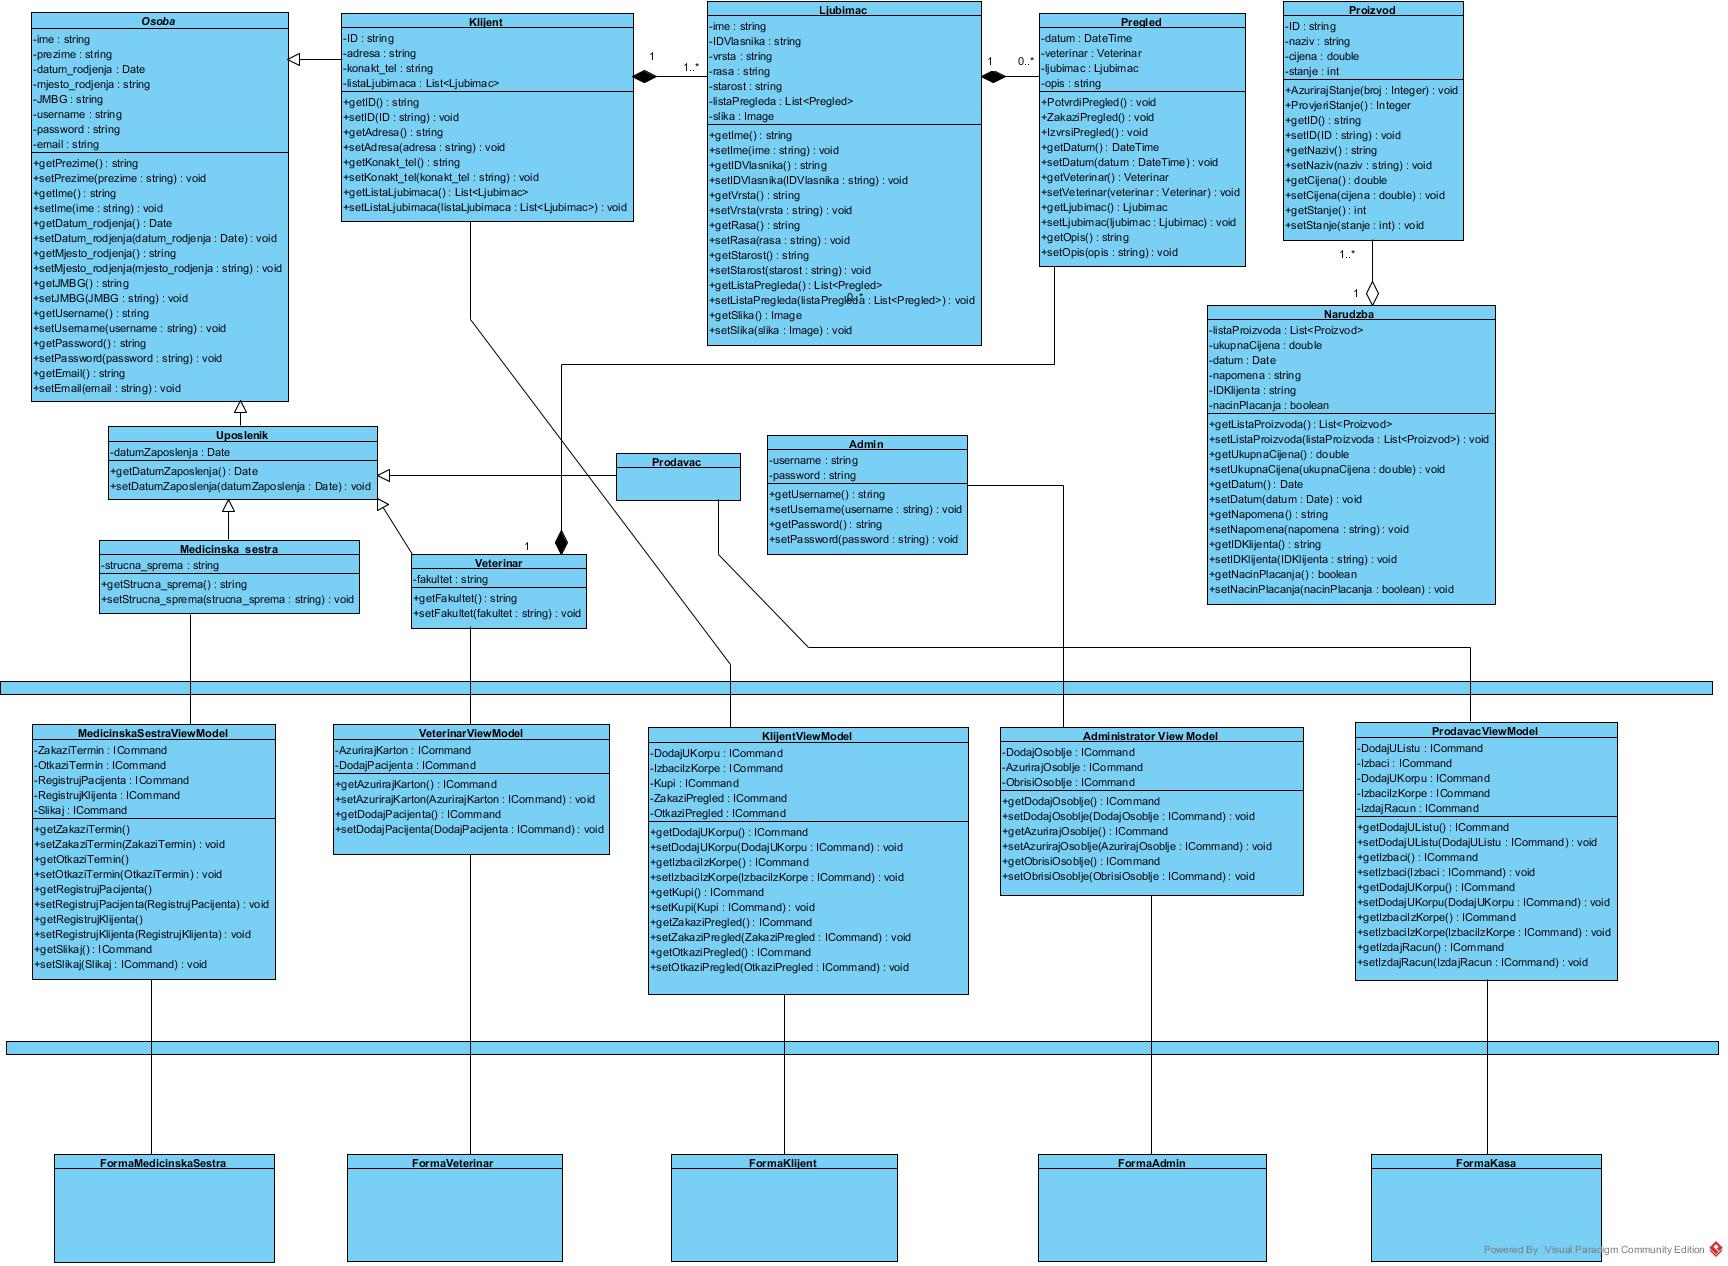 Osoba
-ime : string
-prezime : string
-datum_rodjenja : Date
-mjesto_rodjenja : string
-JMBG : string
-username : string
-password : string
-email : string
+getPrezime() : string
+setPrezime(prezime : string) : void
+getIme() : string
+setIme(ime : string) : void
+getDatum_rodjenja() : Date
+setDatum_rodjenja(datum_rodjenja : Date) : void
+getMjesto_rodjenja() : string
+setMjesto_rodjenja(mjesto_rodjenja : string) : void
+getJMBG() : string
+setJMBG(JMBG : string) : void
+getUsername() : string
+setUsername(username : string) : void
+getPassword() : string
+setPassword(password : string) : void
+getEmail() : string
+setEmail(email : string) : void
Klijent
-ID : string
-adresa : string
-konakt_tel : string
-listaLjubimaca : List<Ljubimac>
+getID() : string
+setID(ID : string) : void
+getAdresa() : string
+setAdresa(adresa : string) : void
+getKonakt_tel() : string
+setKonakt_tel(konakt_tel : string) : void
+getListaLjubimaca() : List<Ljubimac>
+setListaLjubimaca(listaLjubimaca : List<Ljubimac>) : void
1
1..*
Ljubimac
-ime : string
-IDVlasnika : string
-vrsta : string
-rasa : string
-starost : string
-listaPregleda : List<Pregled>
-slika : Image
+getIme() : string
+setIme(ime : string) : void
+getIDVlasnika() : string
+setIDVlasnika(IDVlasnika : string) : void
+getVrsta() : string
+setVrsta(vrsta : string) : void
+getRasa() : string
+setRasa(rasa : string) : void
+getStarost() : string
+setStarost(starost : string) : void
+getListaPregleda() : List<Pregled>
0..*
+setListaPregleda(listaPregleda : List<Pregled>) : void
+getSlika() : Image
+setSlika(slika : Image) : void
1
0..*
Pregled
-datum : DateTime
-veterinar : Veterinar
-ljubimac : Ljubimac
-opis : string
+PotvrdiPregled() : void
+ZakaziPregled() : void
+IzvrsiPregled() : void
+getDatum() : DateTime
+setDatum(datum : DateTime) : void
+getVeterinar() : Veterinar
+setVeterinar(veterinar : Veterinar) : void
+getLjubimac() : Ljubimac
+setLjubimac(ljubimac : Ljubimac) : void
+getOpis() : string
+setOpis(opis : string) : void
Proizvod
-ID : string
-naziv : string
-cijena : double
-stanje : int
+AzurirajStanje(broj : Integer) : void
+ProvjeriStanje() : Integer
+getID() : string
+setID(ID : string) : void
+getNaziv() : string
+setNaziv(naziv : string) : void
+getCijena() : double
+setCijena(cijena : double) : void
+getStanje() : int
+setStanje(stanje : int) : void
1..*
1
Narudzba
-listaProizvoda : List<Proizvod>
-ukupnaCijena : double
-datum : Date
-napomena : string
-IDKlijenta : string
-nacinPlacanja : boolean
+getListaProizvoda() : List<Proizvod>
+setListaProizvoda(listaProizvoda : List<Proizvod>) : void
+getUkupnaCijena() : double
+setUkupnaCijena(ukupnaCijena : double) : void
+getDatum() : Date
+setDatum(datum : Date) : void
+getNapomena() : string
+setNapomena(napomena : string) : void
+getIDKlijenta() : string
+setIDKlijenta(IDKlijenta : string) : void
+getNacinPlacanja() : boolean
+setNacinPlacanja(nacinPlacanja : boolean) : void
Uposlenik
-datumZaposlenja : Date
+getDatumZaposlenja() : Date
+setDatumZaposlenja(datumZaposlenja : Date) : void
Prodavac
Admin
-username : string
-password : string
+getUsername() : string
+setUsername(username : string) : void
+getPassword() : string
+setPassword(password : string) : void
Medicinska_sestra
-strucna_sprema : string
+getStrucna_sprema() : string
+setStrucna_sprema(strucna_sprema : string) : void
1
Veterinar
-fakultet : string
+getFakultet() : string
+setFakultet(fakultet : string) : void
MedicinskaSestraViewModel
-ZakaziTermin : ICommand
-OtkaziTermin : ICommand
-RegistrujPacijenta : ICommand
-RegistrujKlijenta : ICommand
-Slikaj : ICommand
+getZakaziTermin()
+setZakaziTermin(ZakaziTermin) : void
+getOtkaziTermin()
+setOtkaziTermin(OtkaziTermin) : void
+getRegistrujPacijenta()
+setRegistrujPacijenta(RegistrujPacijenta) : void
+getRegistrujKlijenta()
+setRegistrujKlijenta(RegistrujKlijenta) : void
+getSlikaj() : ICommand
+setSlikaj(Slikaj : ICommand) : void
VeterinarViewModel
-AzurirajKarton : ICommand
-DodajPacijenta : ICommand
+getAzurirajKarton() : ICommand
+setAzurirajKarton(AzurirajKarton : ICommand) : void
+getDodajPacijenta() : ICommand
+setDodajPacijenta(DodajPacijenta : ICommand) : void
KlijentViewModel
-DodajUKorpu : ICommand
-IzbaciIzKorpe : ICommand
-Kupi : ICommand
-ZakaziPregled : ICommand
-OtkaziPregled : ICommand
+getDodajUKorpu() : ICommand
+setDodajUKorpu(DodajUKorpu : ICommand) : void
+getIzbaciIzKorpe() : ICommand
+setIzbaciIzKorpe(IzbaciIzKorpe : ICommand) : void
+getKupi() : ICommand
+setKupi(Kupi : ICommand) : void
+getZakaziPregled() : ICommand
+setZakaziPregled(ZakaziPregled : ICommand) : void
+getOtkaziPregled() : ICommand
+setOtkaziPregled(OtkaziPregled : ICommand) : void
Administrator View Model
-DodajOsoblje : ICommand
-AzurirajOsoblje : ICommand
-ObrisiOsoblje : ICommand
+getDodajOsoblje() : ICommand
+setDodajOsoblje(DodajOsoblje : ICommand) : void
+getAzurirajOsoblje() : ICommand
+setAzurirajOsoblje(AzurirajOsoblje : ICommand) : void
+getObrisiOsoblje() : ICommand
+setObrisiOsoblje(ObrisiOsoblje : ICommand) : void
ProdavacViewModel
-DodajUListu : ICommand
-Izbaci : ICommand
-DodajUKorpu : ICommand
-IzbaciIzKorpe : ICommand
-IzdajRacun : ICommand
+getDodajUListu() : ICommand
+setDodajUListu(DodajUListu : ICommand) : void
+getIzbaci() : ICommand
+setIzbaci(Izbaci : ICommand) : void
+getDodajUKorpu() : ICommand
+setDodajUKorpu(DodajUKorpu : ICommand) : void
+getIzbaciIzKorpe() : ICommand
+setIzbaciIzKorpe(IzbaciIzKorpe : ICommand) : void
+getIzdajRacun() : ICommand
+setIzdajRacun(IzdajRacun : ICommand) : void
FormaMedicinskaSestra
FormaVeterinar
FormaKlijent
FormaAdmin
FormaKasa
Powered By Visual Paradigm Community Edition